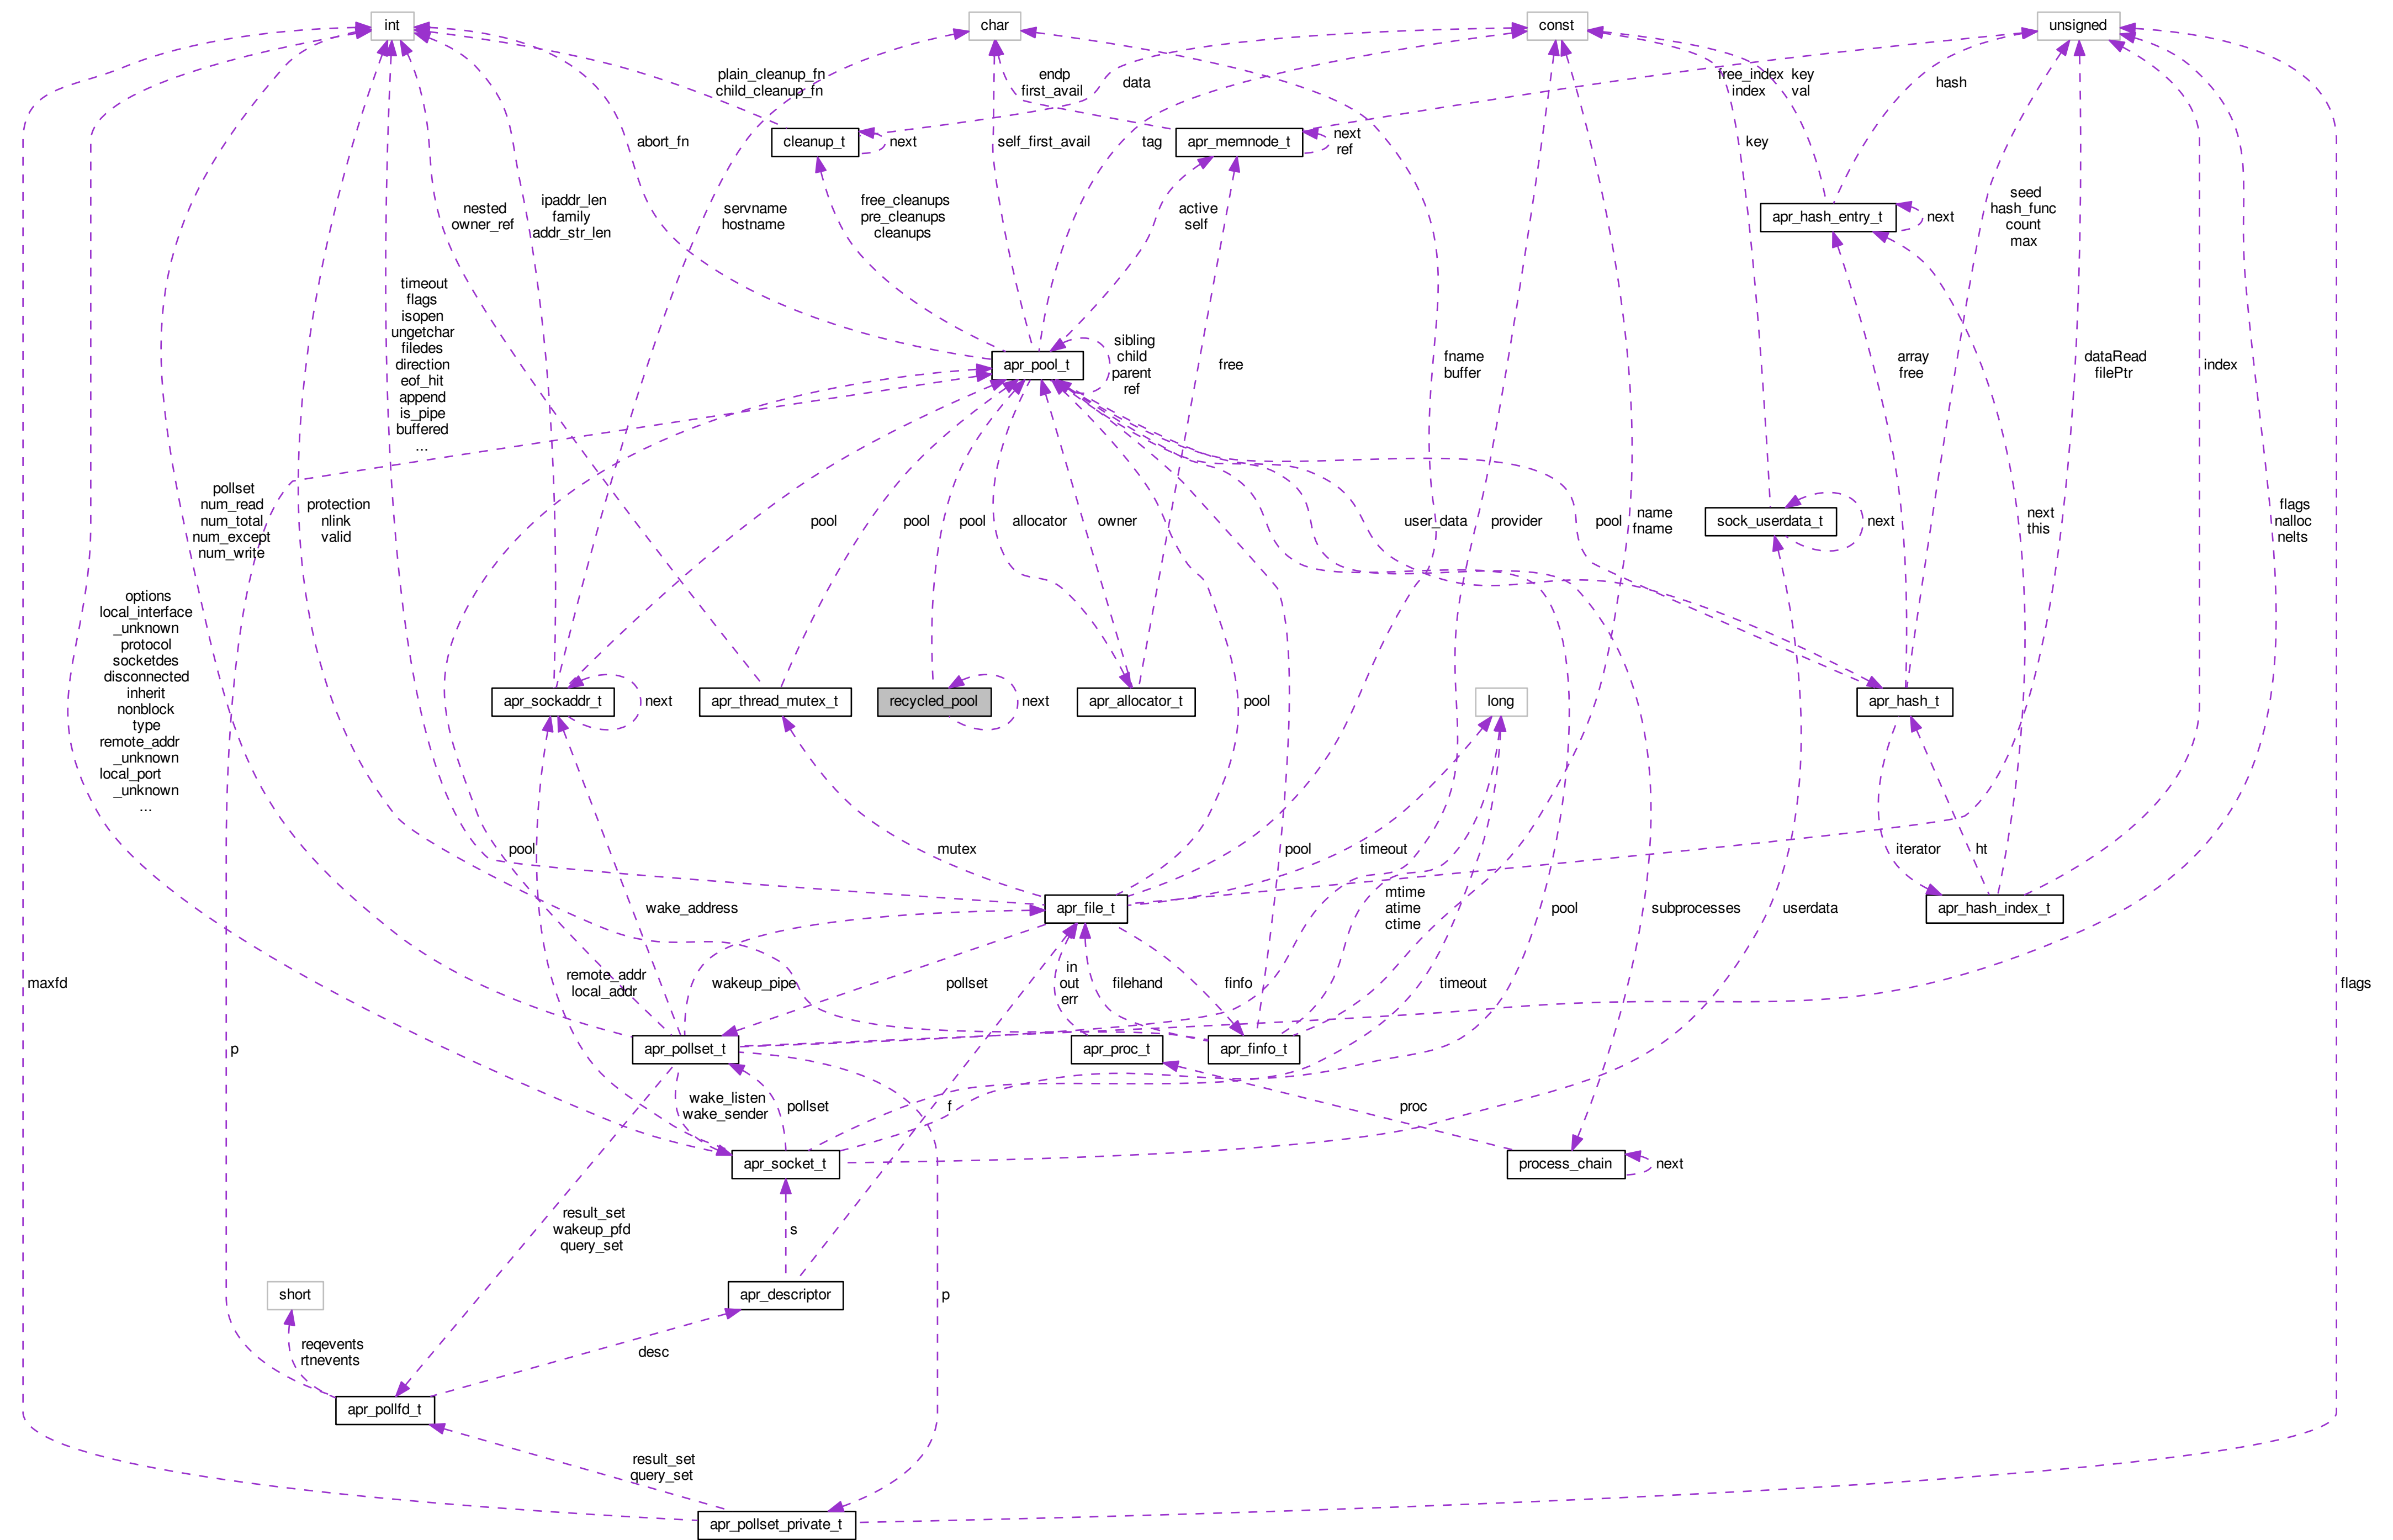 int
char
const
unsigned
plain_cleanup_fn
child_cleanup_fn
endp
first_avail
data
free_index
index
key
val
hash
abort_fn
cleanup_t
next
self_first_avail
tag
apr_memnode_t
next
ref
key
nested
owner_ref
ipaddr_len
family
addr_str_len
servname
hostname
free_cleanups
pre_cleanups
cleanups
active
self
apr_hash_entry_t
next
seed
hash_func
count
max
timeout
flags
isopen
ungetchar
filedes
direction
eof_hit
append
is_pipe
buffered
...
apr_pool_t
sibling
child
parent
ref
free
fname
buffer
array
free
dataRead
filePtr
index
pollset
num_read
num_total
num_except
num_write
protection
nlink
valid
pool
pool
pool
allocator
owner
user_data
provider
pool
name
fname
sock_userdata_t
next
next
this
flags
nalloc
nelts
options
local_interface
_unknown
protocol
socketdes
disconnected
inherit
nonblock
type
remote_addr
_unknown
local_port
_unknown
...
apr_sockaddr_t
next
apr_thread_mutex_t
recycled_pool
next
apr_allocator_t
pool
long
apr_hash_t
pool
mutex
pool
timeout
iterator
ht
wake_address
apr_file_t
mtime
atime
ctime
pool
subprocesses
userdata
apr_hash_index_t
maxfd
remote_addr
local_addr
wakeup_pipe
pollset
in
out
err
filehand
finfo
timeout
flags
p
apr_pollset_t
apr_proc_t
apr_finfo_t
wake_listen
wake_sender
pollset
f
proc
apr_socket_t
process_chain
next
result_set
wakeup_pfd
query_set
s
short
apr_descriptor
p
reqevents
rtnevents
desc
apr_pollfd_t
result_set
query_set
apr_pollset_private_t